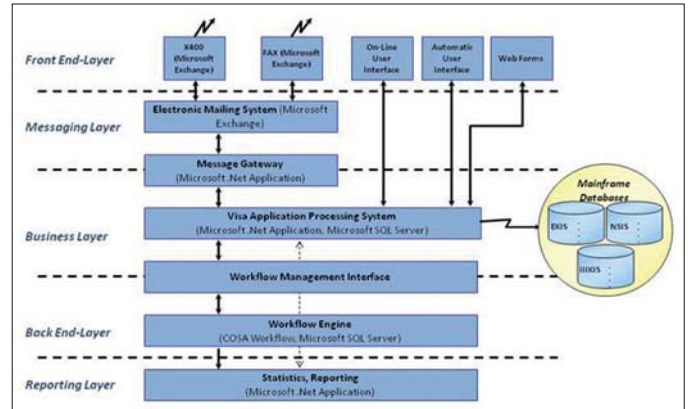 X400
(Microsoft
Exchange)
FAX (Microsoft
Exchange)
On-Line
User
Interface
Automatic
User
Interface
Web Forms
Front End-Layer
Electronic Mailing System (Microsoft
Exchange)
Messaging Layer
Message Gateway
(Microsoft .Net Application)
Mainframe
Databases
EKIS
NSIS
Visa Application Processing System
(Microsoft .Net Application, Microsoft SQL Server)
Business Layer
Workflow Management Interface
Workflow Engine
(COSA Workflow, Microsoft SQL Server)
Back End-Layer
Statistics, Reporting
(Microsoft .Net Application)
Reporting Layer